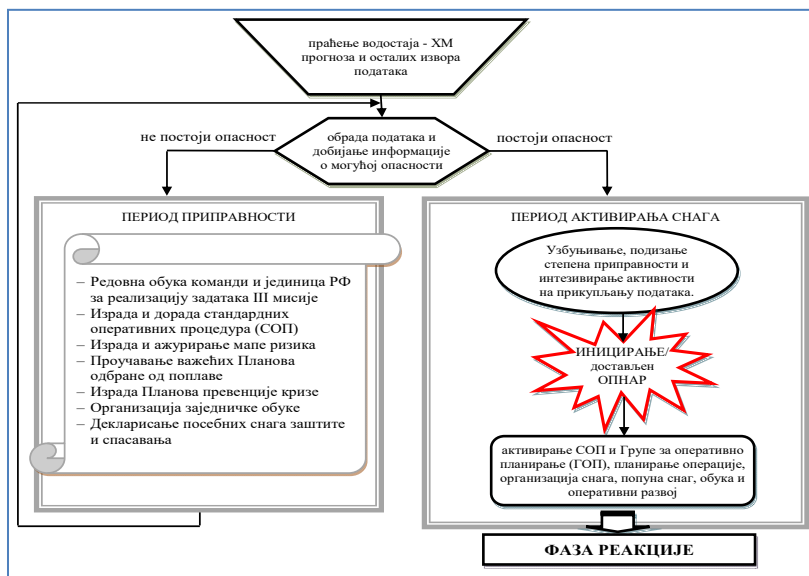 праћење водостаја - ХМ
прогноза и осталих извора
података
не постоји опасност
обрада података и
добијање информације
о могућој опасности
постоји опасност
ПЕРИОД ПРИПРАВНОСТИ
– Редовна обука команди и јединица РФ
за реализацију задатака III мисије
– Израда и дорада стандардних
оперативних процедура (СОП)
– Израда и ажурирање мапе ризика
– Проучавање важећих Планова
одбране од поплаве
– Израда Планова превенције кризе
– Организација заједничке обуке
– Декларисање посебних снага заштите
и спасавања
ПЕРИОД АКТИВИРАЊА СНАГА
Узбуњивање, подизање
степена приправности и
интезивирање активности
на прикупљању података.
ИНИЦИРАЊЕ/
достављен
ОПНАР
активирање СОП и Групе за оперативно
планирање (ГОП), планирање операције,
организација снага, попуна снаг, обука и
оперативни развој
ФАЗА РЕАКЦИЈЕ